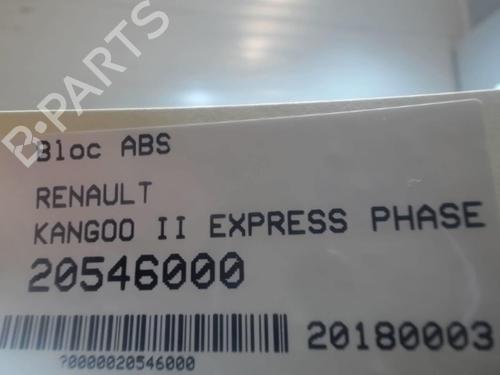 B-PARTS
Bloc ABS
RENAULT
KANGOO II EXPRESS PHASE
20546000
20180003
?0000020546000